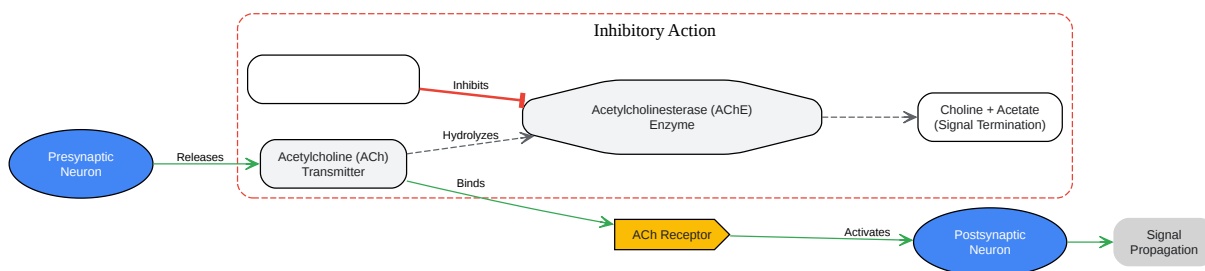 Inhibitory Action
Inhibits
Acetylcholinesterase (AChE)
Enzyme
Choline + Acetate
(Signal Termination)
Hydrolyzes
Presynaptic
Neuron
Releases
Acetylcholine (ACh)
Transmitter
Binds
ACh Receptor
Activates
Postsynaptic
Neuron
Signal
Propagation